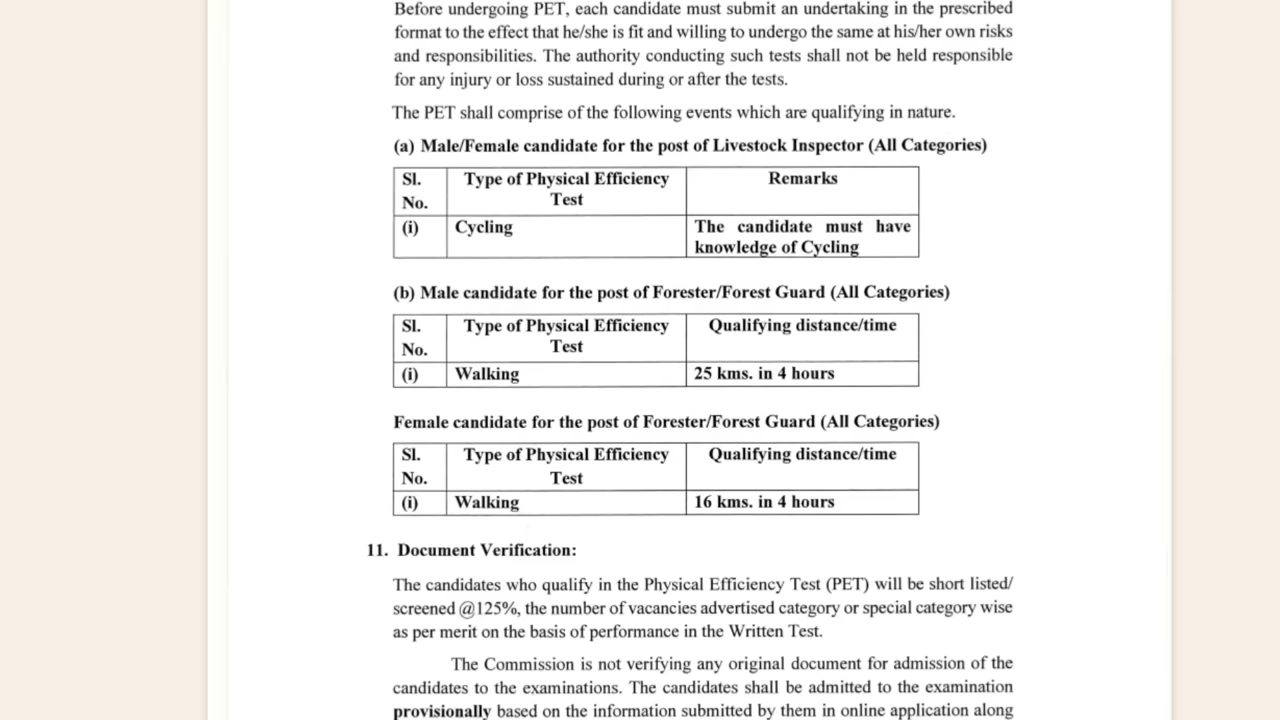 Before undergoing PET, each candidate must submit an undertaking in the prescribed
format to the effect that he/she is fit and willing to undergo the same at his/her own risks
and responsibilities. The authority conducting such tests shall not be held responsible
for any injury or loss sustained during or after the tests.
The PET shall comprise of the following events which are qualifying in nature.
(a) Male/Female candidate for the post of Livestock Inspector (All Categories)
Sl. No. Type of Physical Efficiency Test Remarks
(i) Cycling The candidate must have
knowledge of Cycling
(b) Male candidate for the post of Forester/Forest Guard (All Categories)
Sl. No. Type of Physical Efficiency Test Qualifying distance/time
(i) Walking 25 kms. in 4 hours
Female candidate for the post of Forester/Forest Guard (All Categories)
Sl. No. Type of Physical Efficiency Test Qualifying distance/time
(i) Walking 16 kms. in 4 hours
11. Document Verification:
The candidates who qualify in the Physical Efficiency Test (PET) will be short listed/
screened @125%, the number of vacancies advertised category or special category wise
as per merit on the basis of performance in the Written Test.
The Commission is not verifying any original document for admission of the
candidates to the examinations. The candidates shall be admitted to the examination
provisionally based on the information submitted by them in online application along